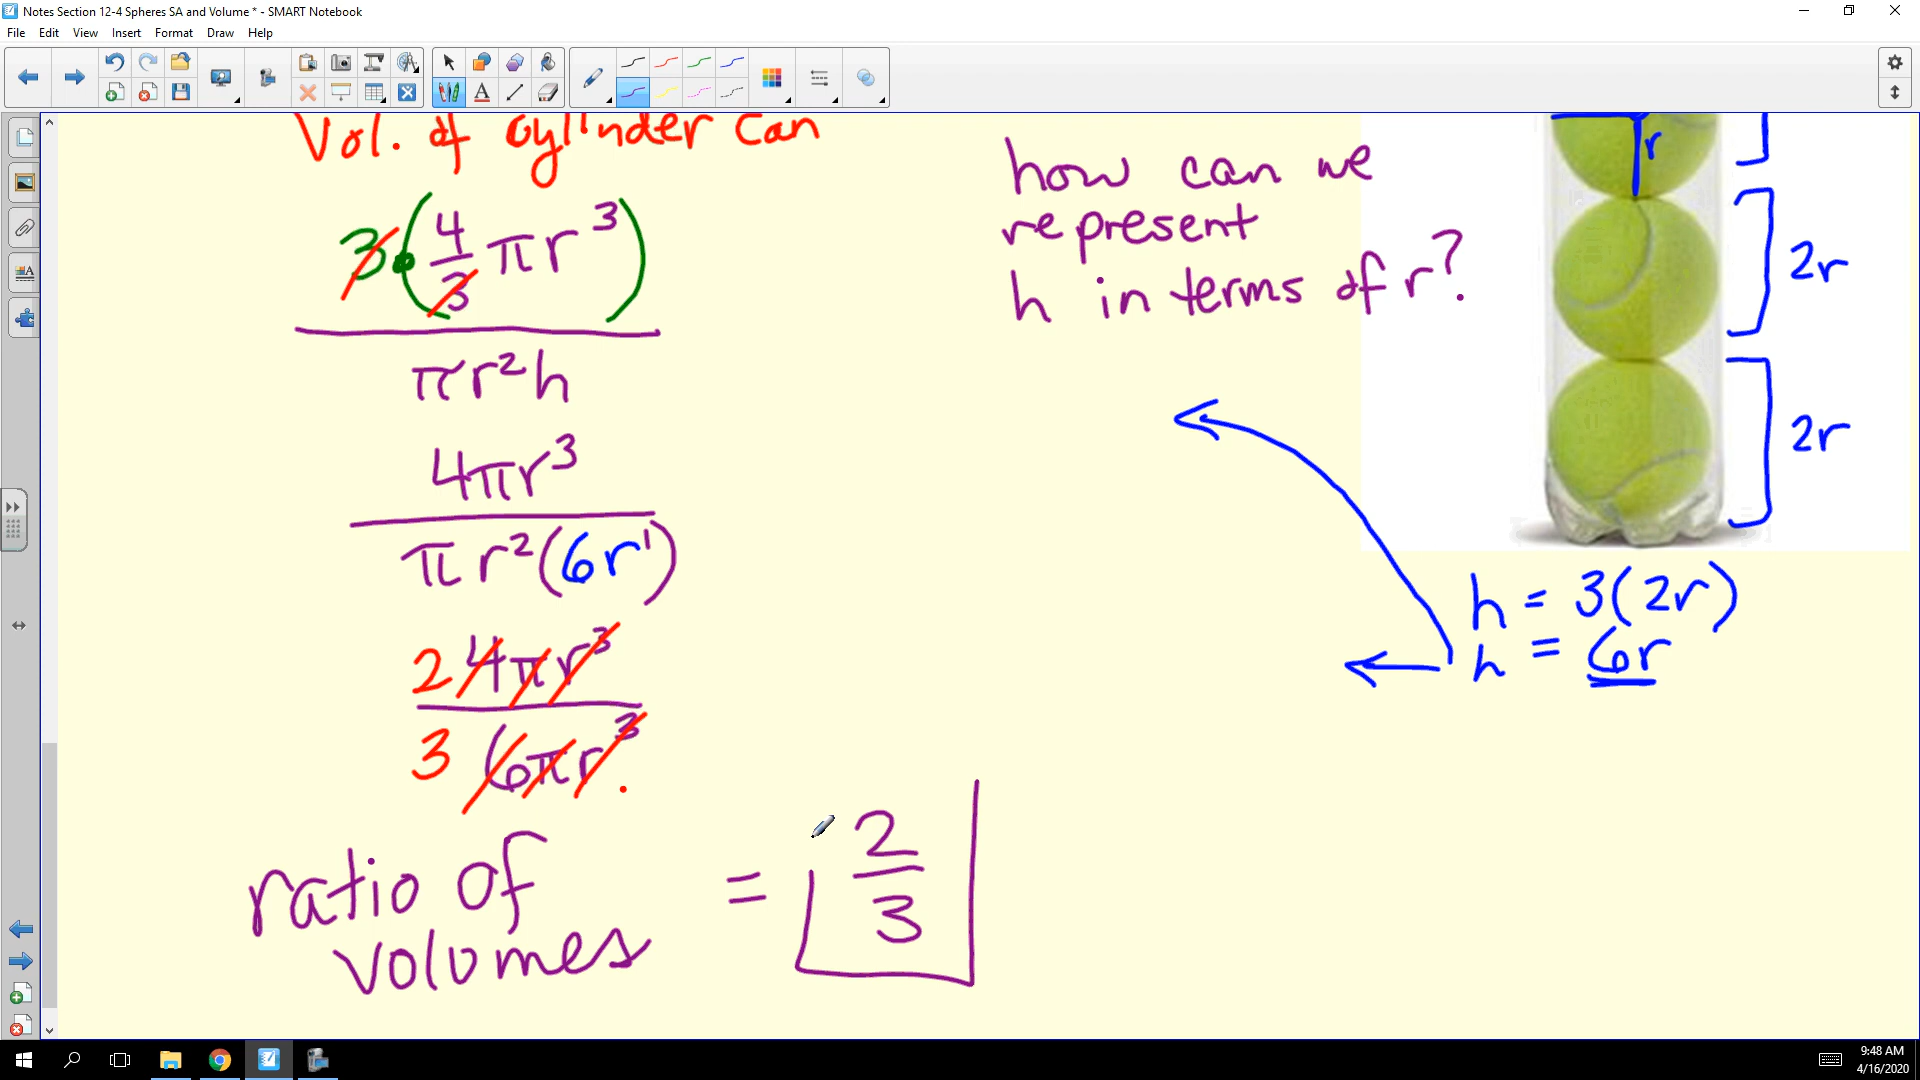 Notes Section 12-4 Spheres SA and Volume * - SMART Notebook
File Edit View Insert Format Draw Help
Vol. of cylinder can
3 • (4/3 πr³)
πr²h
4πr³
πr²(6r¹)
2 4πr³
3 6πr³
ratio of
volumes
= 2/3
how can we
represent
h in terms of r?
r
2r
2r
h = 3(2r)
h = 6r
9:48 AM
4/16/2020